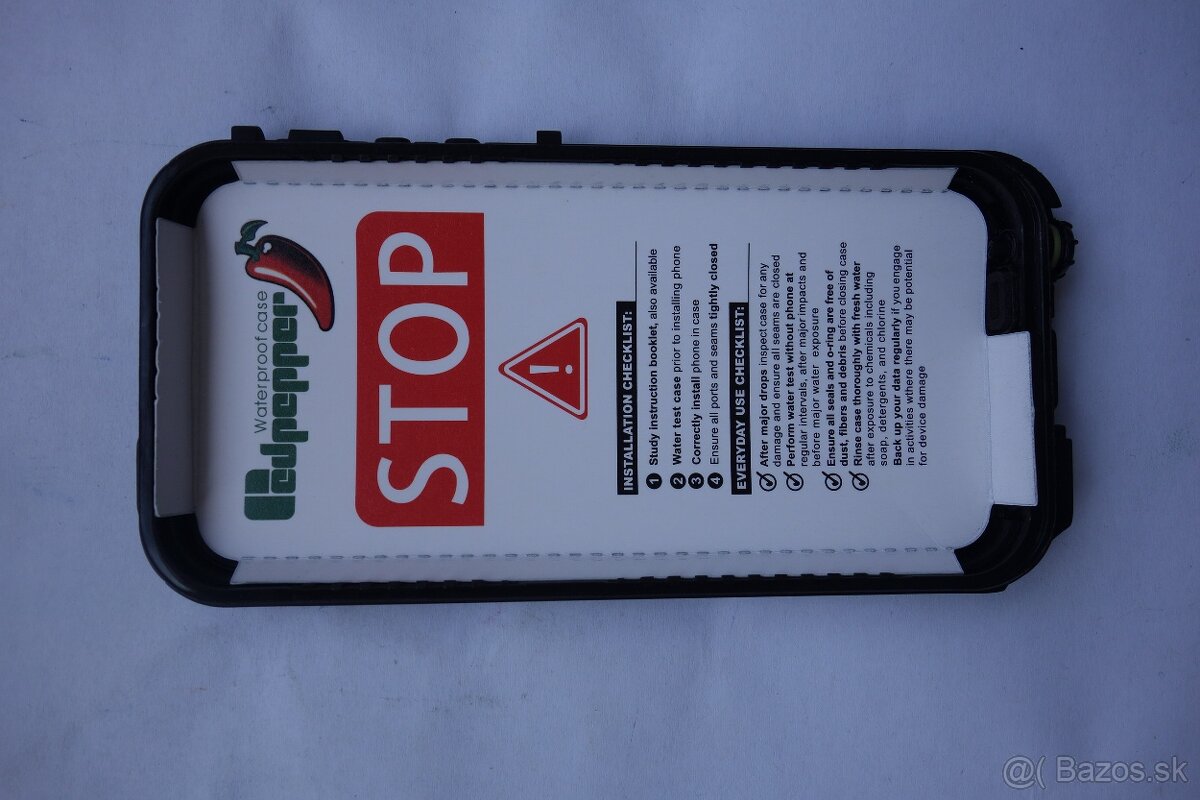 Waterproof case
Redpepper
STOP
!
INSTALLATION CHECKLIST:
1 Study instruction booklet, also available
2 Water test case prior to installing phone
3 Correctly install phone in case
4 Ensure all ports and seams tightly closed
EVERYDAY USE CHECKLIST:
After major drops inspect case for any
damage and ensure all seams are closed
Perform water test without phone at
regular intervals, after major impacts and
before major water exposure
Ensure all seals and o-ring are free of
dust, fibers and debris before closing case
Rinse case thoroughly with fresh water
after exposure to chemicals including
soap, detergents, and chlorine
Back up your data regularly if you engage
in activities where there may be potential
for device damage
@( Bazos.sk